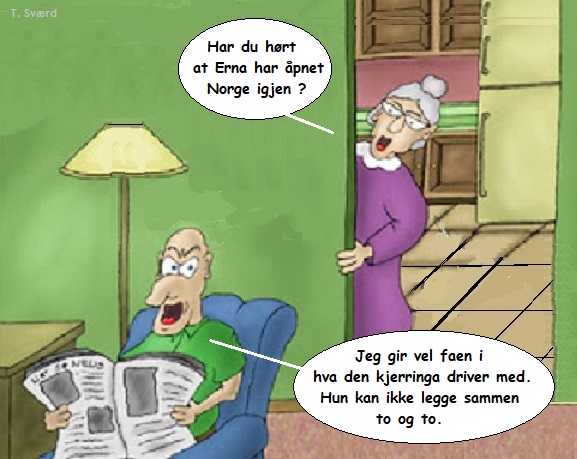 T. Sværd
Har du hørt
at Erna har åpnet
Norge igjen ?
Jeg gir vel faen i
hva den kjerringa driver med.
Hun kan ikke legge sammen
to og to.